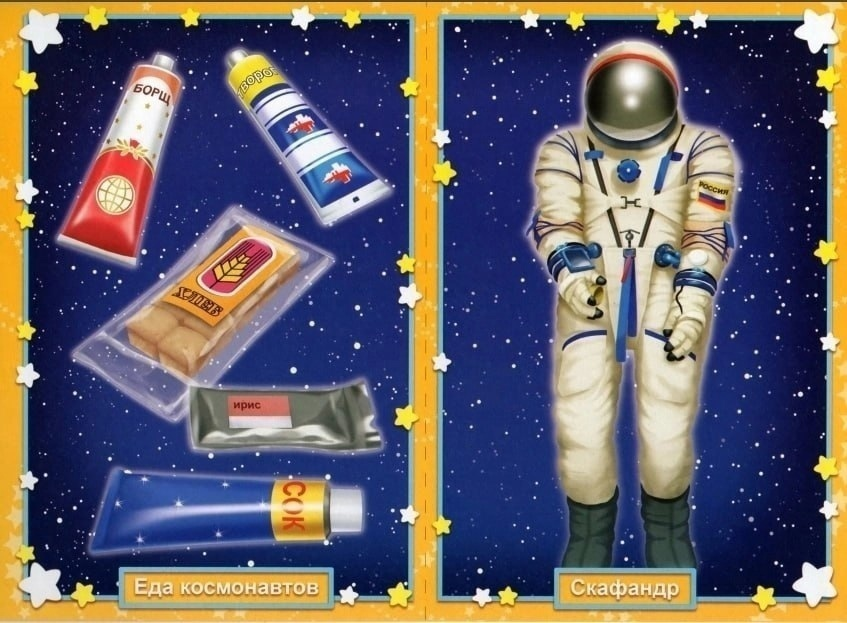 БОРЩ
ТВОРОГ
ХЛЕБ
ирис
СОК
Еда космонавтов
РОССИЯ
Скафандр